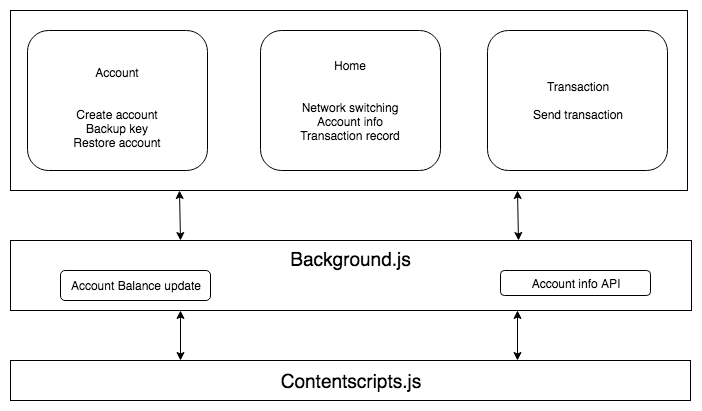 Account
Create account
Backup key
Restore account
Home
Network switching
Account info
Transaction record
Transaction
Send transaction
Background.js
Account Balance update
Account info API
Contentscripts.js